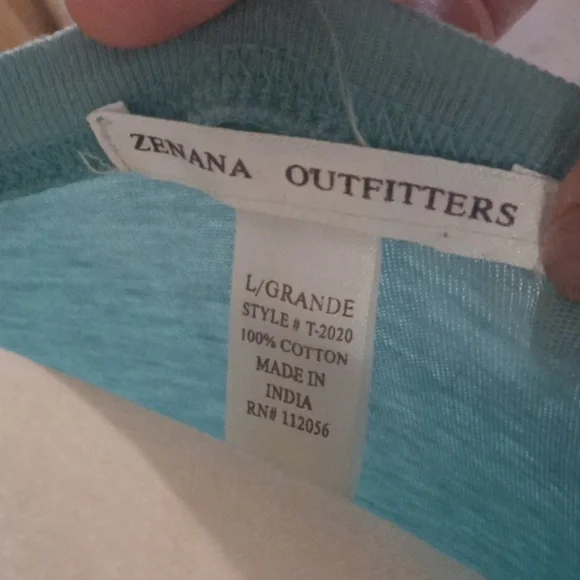 ZENANA OUTFITTERS
L/GRANDE
STYLE # T-2020
100% COTTON
MADE IN
INDIA
RN# 112056